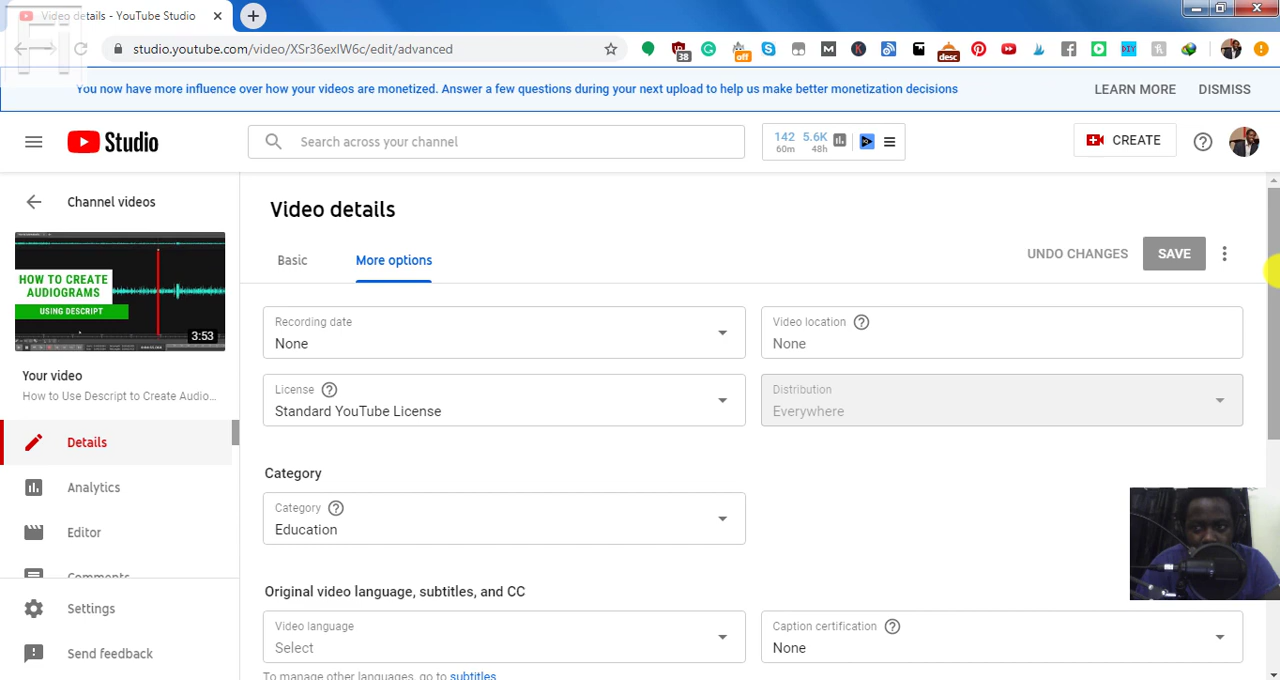 Video details - YouTube Studio
studio.youtube.com/video/XSr36exIW6c/edit/advanced
38
off
desc
DIY
You now have more influence over how your videos are monetized. Answer a few questions during your next upload to help us make better monetization decisions
LEARN MORE
DISMISS
Studio
Search across your channel
142 5.6K
60m 48h
CREATE
Channel videos
HOW TO CREATE
AUDIOGRAMS
USING DESCRIPT
3:53
Your video
How to Use Descript to Create Audio...
Details
Analytics
Editor
Comments
Settings
Send feedback
Video details
Basic
More options
UNDO CHANGES
SAVE
Recording date
None
Video location
None
License
Standard YouTube License
Distribution
Everywhere
Category
Category
Education
Original video language, subtitles, and CC
Video language
Select
Caption certification
None
To manage other languages, go to subtitles